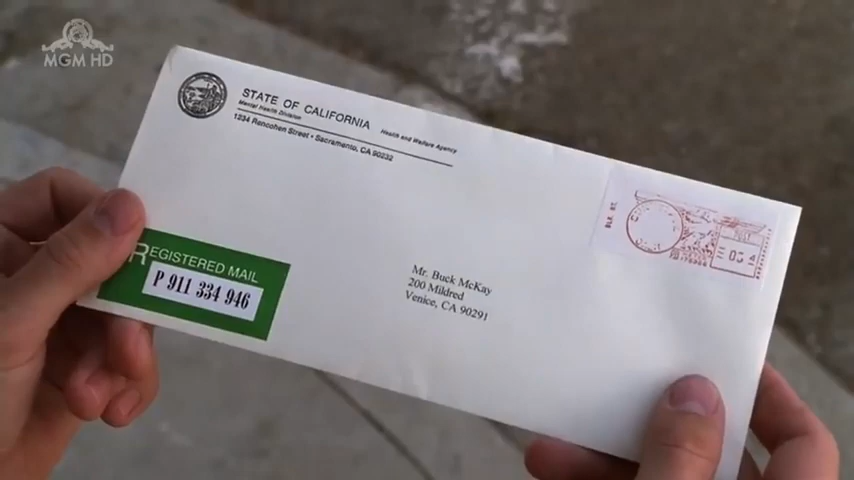 MGM HD
STATE OF CALIFORNIA
Mental Health Division
Health and Welfare Agency
1234 Rancohen Street • Sacramento, CA 90232
REGISTERED MAIL
P 911 334 946
Mr. Buck McKay
200 Mildred
Venice, CA 90291